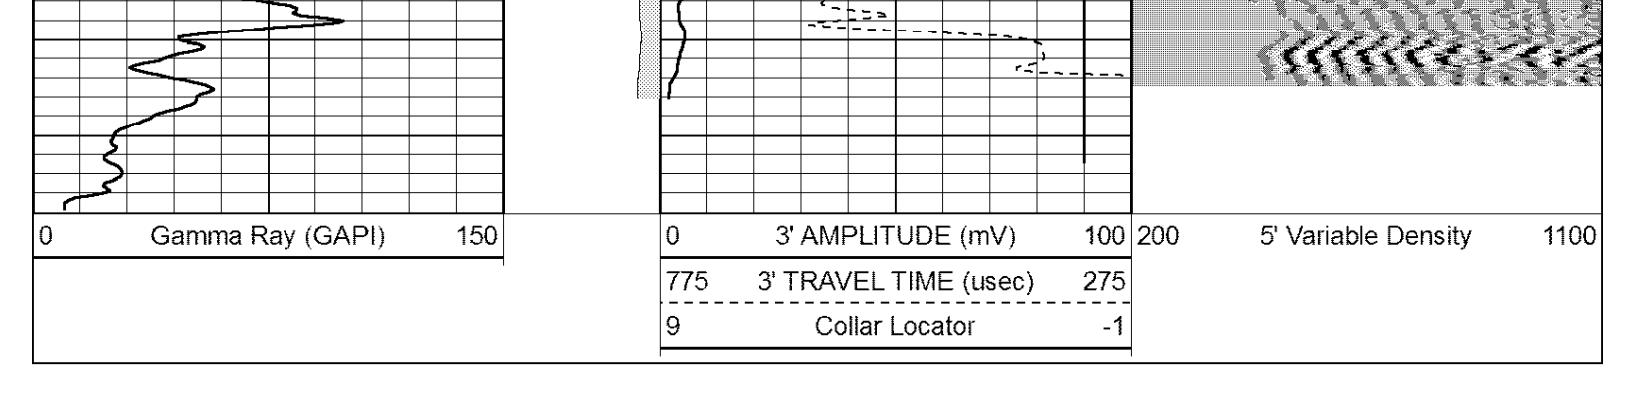 0 Gamma Ray (GAPI) 150
0 3' AMPLITUDE (mV) 100
200 5' Variable Density 1100
775 3' TRAVEL TIME (usec) 275
9 Collar Locator -1